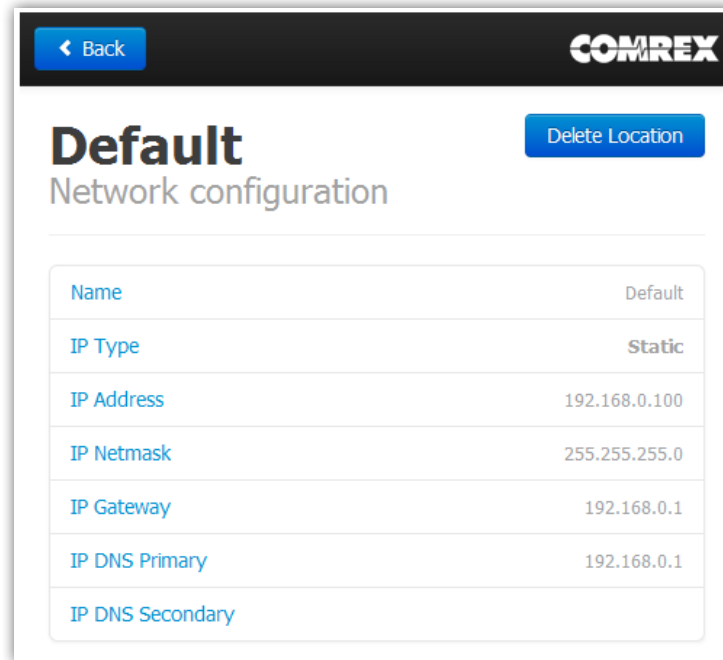 Back
COMREX
Default
Delete Location
Network configuration
Name Default
IP Type Static
IP Address 192.168.0.100
IP Netmask 255.255.255.0
IP Gateway 192.168.0.1
IP DNS Primary 192.168.0.1
IP DNS Secondary